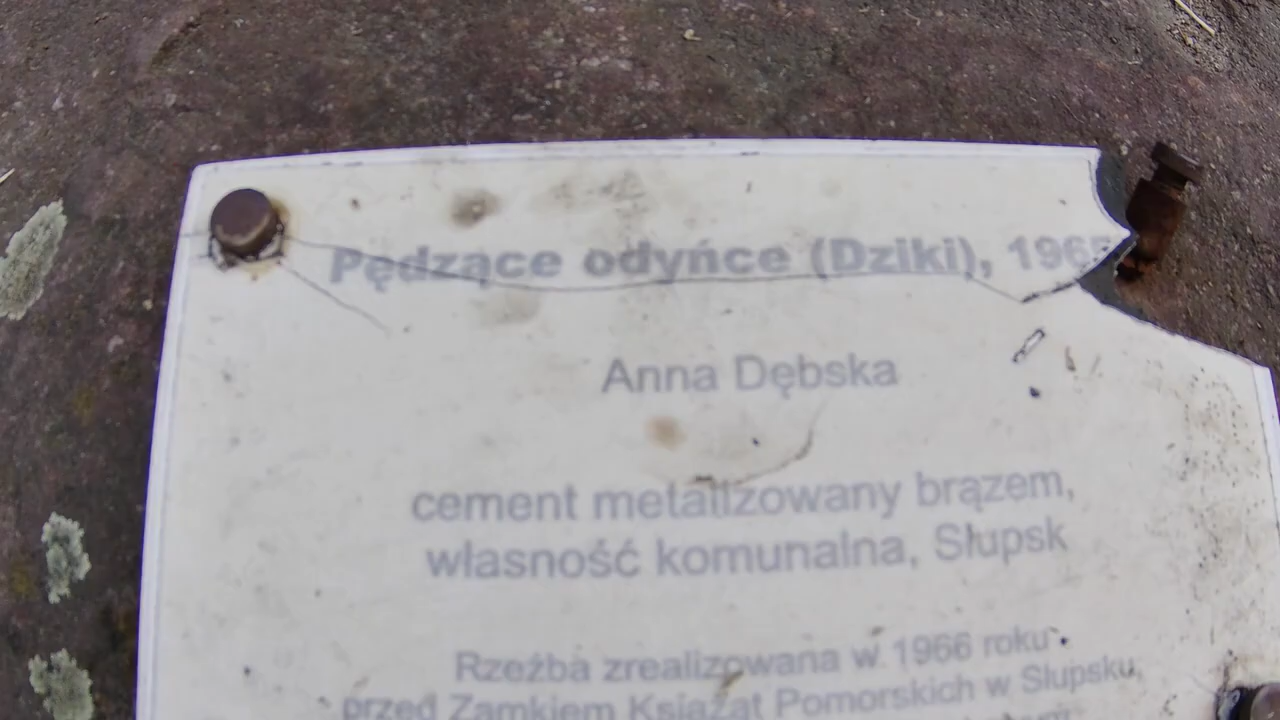 Pędzące odyńce (Dziki), 1965
Anna Dębska
cement metalizowany brązem,
własność komunalna, Słupsk
Rzeźba zrealizowana w 1966 roku
przed Zamkiem Książąt Pomorskich w Słupsku,